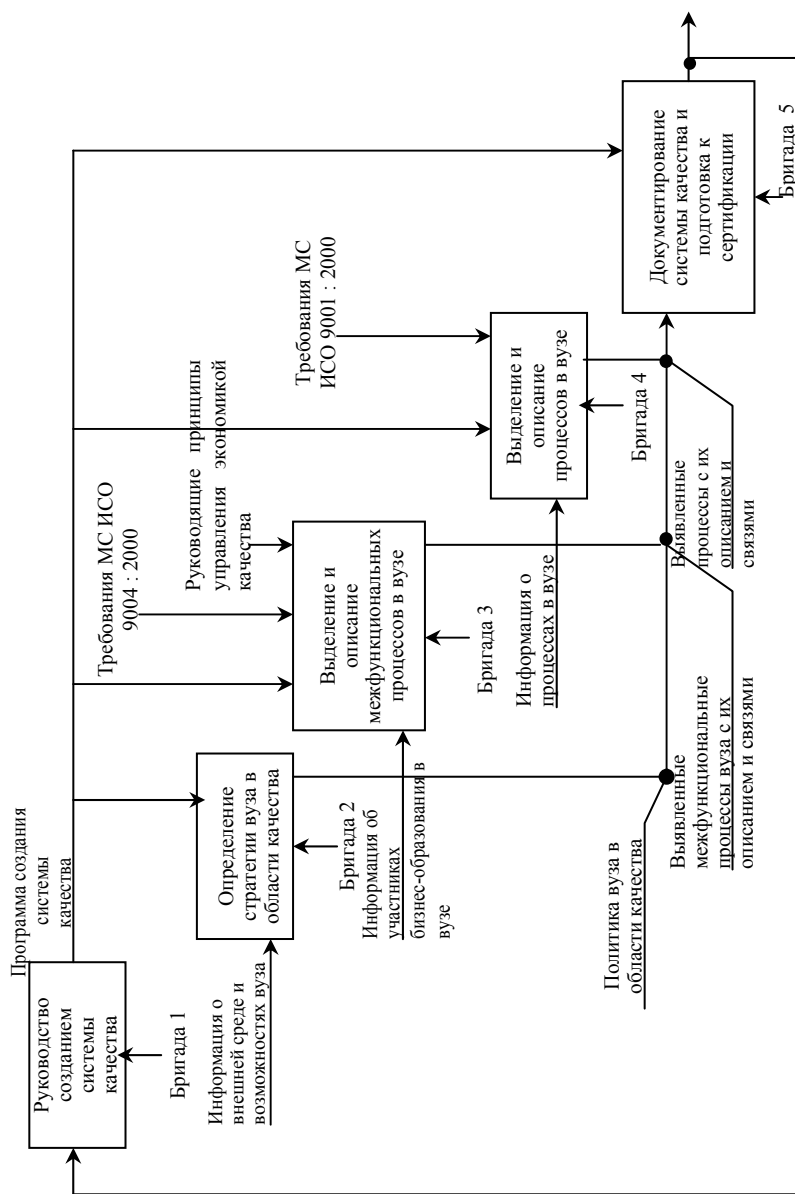 Руководство
созданием
системы
качества
Бригада 1
Программа создания
системы
качества
Информация о
внешней среде и
возможностях вуза
Определение
стратегии вуза в
области качества
Бригада 2
Информация об
участниках
бизнес-образования в
вузе
Требования МС ИСО
9004 : 2000
Руководящие принципы
управления экономикой
качества
Выделение и
описание
межфункциональных
процессов в вузе
Бригада 3
Информация о
процессах в вузе
Требования МС
ИСО 9001 : 2000
Выделение и
описание
процессов в вузе
Бригада 4
Документирование
системы качества и
подготовка к
сертификации
Бригада 5
Политика вуза в
области качества
Выявленные
межфункциональные
процессы вуза с их
описанием и связями
Выявленные
процессы с их
описанием и
связями